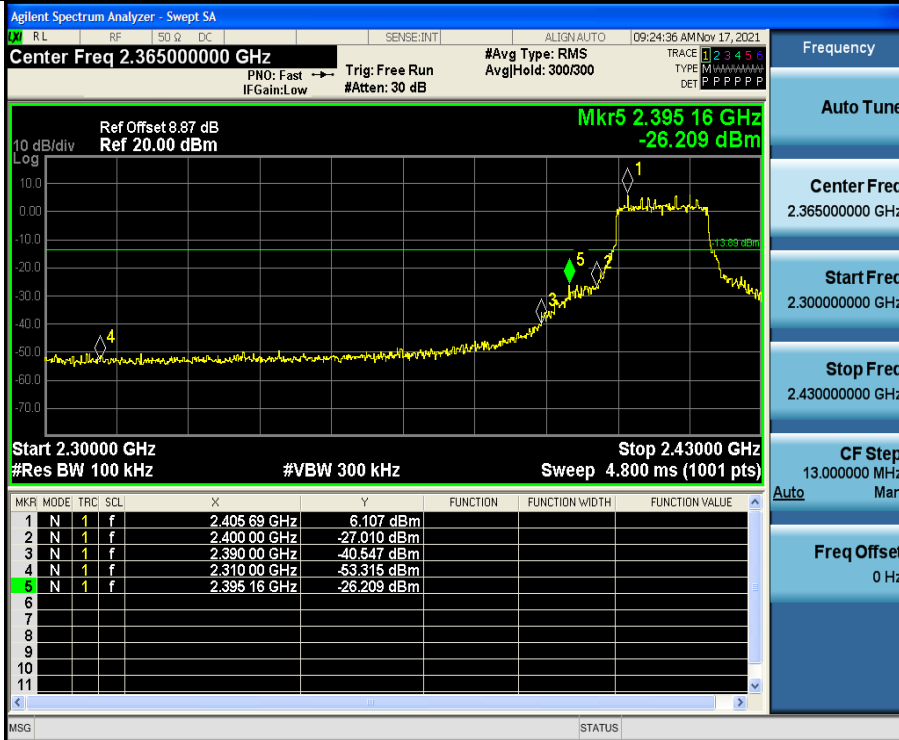 Agilent Spectrum Analyzer - Swept SA
LXI RL RF 50 Ω DC SENSE:INT ALIGN AUTO 09:24:36 AM Nov 17, 2021
Center Freq 2.365000000 GHz
PNO: Fast
IFGain:Low
Trig: Free Run
#Atten: 30 dB
#Avg Type: RMS
Avg|Hold: 300/300
TRACE 1 2 3 4 5 6
TYPE M
DET P P P P P P
Frequency
Auto Tune
Center Freq
2.365000000 GHz
Start Freq
2.300000000 GHz
Stop Freq
2.430000000 GHz
CF Step
13.000000 MHz
Auto Man
Freq Offset
0 Hz
Mkr5 2.395 16 GHz
-26.209 dBm
Ref Offset 8.87 dB
10 dB/div Ref 20.00 dBm
Log
10.0
0.00
-10.0
-20.0
-30.0
-40.0
-50.0
-60.0
-70.0
1
-13.89 dBm
5
2
3
4
Start 2.30000 GHz Stop 2.43000 GHz
#Res BW 100 kHz #VBW 300 kHz Sweep 4.800 ms (1001 pts)
MKR MODE TRC SCL X Y FUNCTION FUNCTION WIDTH FUNCTION VALUE
1 N 1 f 2.405 69 GHz 6.107 dBm
2 N 1 f 2.400 00 GHz -27.010 dBm
3 N 1 f 2.390 00 GHz -40.547 dBm
4 N 1 f 2.310 00 GHz -53.315 dBm
5 N 1 f 2.395 16 GHz -26.209 dBm
6
7
8
9
10
11
MSG STATUS